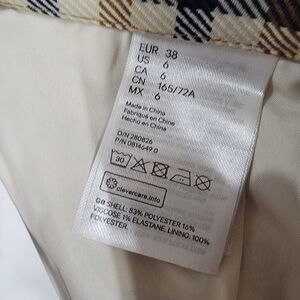 EUR 38
US 6
CA 6
CN 165/72A
MX 6
Made in China
Fabriqué en Chine
Hecho en China
D/N 280826
P/N 0814649 0
30
clevercare.info
GB SHELL: 83% POLYESTER 16%
VISCOSE 1% ELASTANE. LINING: 100%
POLYESTER.